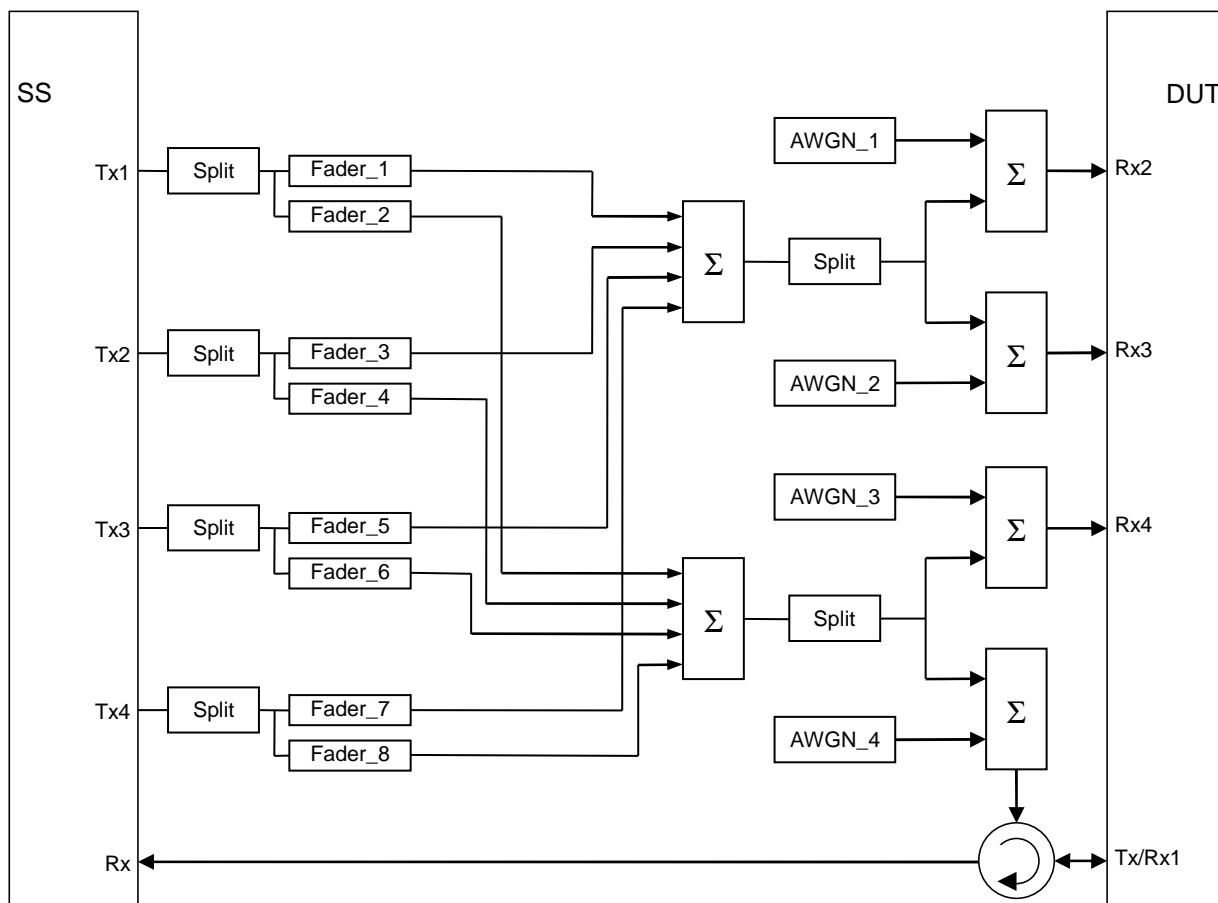 SS
DUT
AWGN_1
Σ
Tx1
Split
Fader_1
Rx2
Fader_2
Σ
Split
Tx2
Split
Fader_3
Σ
Rx3
Fader_4
AWGN_2
AWGN_3
Tx3
Split
Fader_5
Σ
Rx4
Fader_6
Σ
Split
Tx4
Split
Fader_7
Σ
AWGN_4
Fader_8
Rx
Tx/Rx1